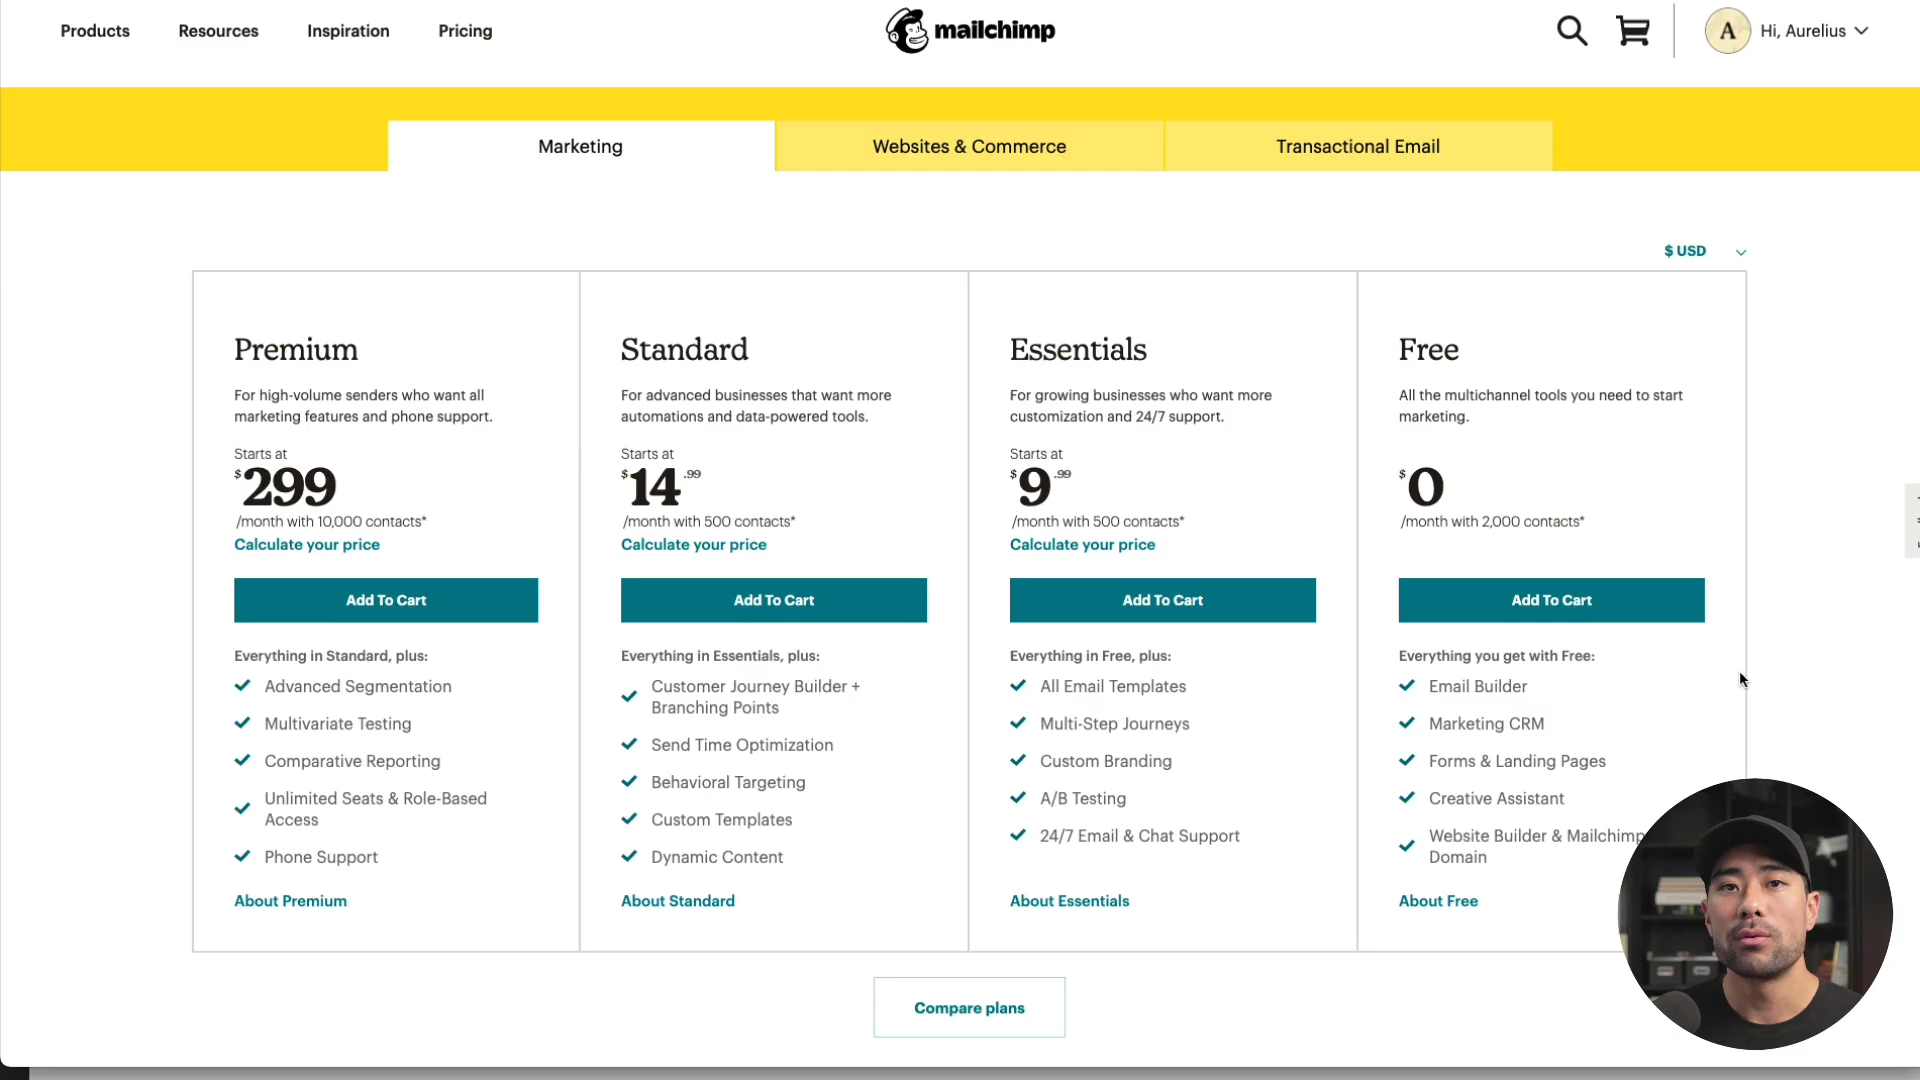 Products
Resources
Inspiration
Pricing
mailchimp
A
Hi, Aurelius
Marketing
Websites & Commerce
Transactional Email
$ USD
Premium
For high-volume senders who want all
marketing features and phone support.
Starts at
$299
/month with 10,000 contacts*
Calculate your price
Add To Cart
Everything in Standard, plus:
Advanced Segmentation
Multivariate Testing
Comparative Reporting
Unlimited Seats & Role-Based
Access
Phone Support
About Premium
Standard
For advanced businesses that want more
automations and data-powered tools.
Starts at
$14.99
/month with 500 contacts*
Calculate your price
Add To Cart
Everything in Essentials, plus:
Customer Journey Builder +
Branching Points
Send Time Optimization
Behavioral Targeting
Custom Templates
Dynamic Content
About Standard
Essentials
For growing businesses who want more
customization and 24/7 support.
Starts at
$9.99
/month with 500 contacts*
Calculate your price
Add To Cart
Everything in Free, plus:
All Email Templates
Multi-Step Journeys
Custom Branding
A/B Testing
24/7 Email & Chat Support
About Essentials
Free
All the multichannel tools you need to start
marketing.
$0
/month with 2,000 contacts*
Add To Cart
Everything you get with Free:
Email Builder
Marketing CRM
Forms & Landing Pages
Creative Assistant
Website Builder & Mailchimp
Domain
About Free
Compare plans